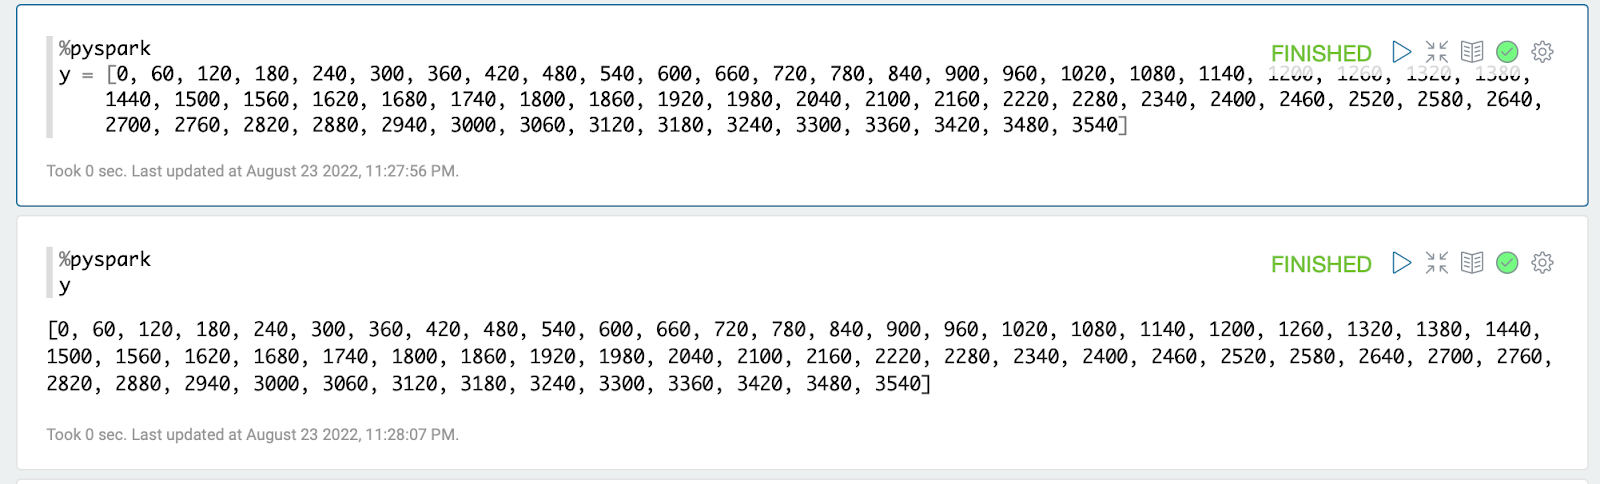 %pyspark
FINISHED
y = [0, 60, 120, 180, 240, 300, 360, 420, 480, 540, 600, 660, 720, 780, 840, 900, 960, 1020, 1080, 1140, 1200, 1260, 1320, 1380,
1440, 1500, 1560, 1620, 1680, 1740, 1800, 1860, 1920, 1980, 2040, 2100, 2160, 2220, 2280, 2340, 2400, 2460, 2520, 2580, 2640,
2700, 2760, 2820, 2880, 2940, 3000, 3060, 3120, 3180, 3240, 3300, 3360, 3420, 3480, 3540]
Took 0 sec. Last updated at August 23 2022, 11:27:56 PM.
%pyspark
FINISHED
y
[0, 60, 120, 180, 240, 300, 360, 420, 480, 540, 600, 660, 720, 780, 840, 900, 960, 1020, 1080, 1140, 1200, 1260, 1320, 1380, 1440,
1500, 1560, 1620, 1680, 1740, 1800, 1860, 1920, 1980, 2040, 2100, 2160, 2220, 2280, 2340, 2400, 2460, 2520, 2580, 2640, 2700, 2760,
2820, 2880, 2940, 3000, 3060, 3120, 3180, 3240, 3300, 3360, 3420, 3480, 3540]
Took 0 sec. Last updated at August 23 2022, 11:28:07 PM.